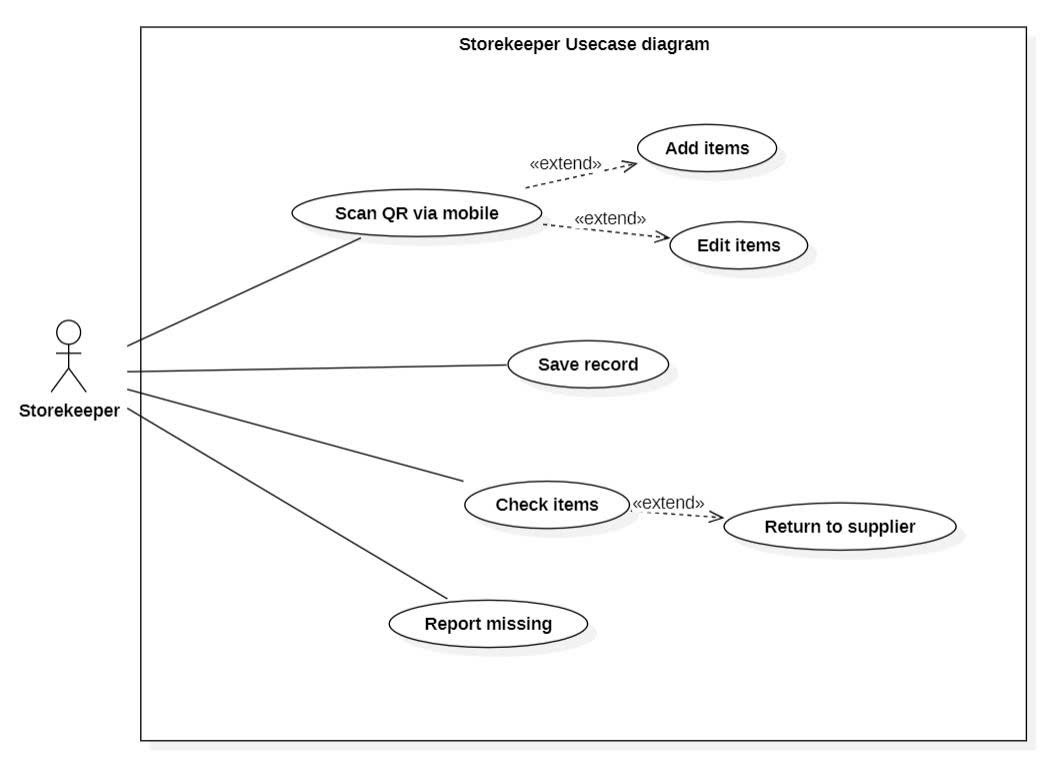 Storekeeper Usecase diagram
Add items
«extend»
Scan QR via mobile
«extend»
Edit items
Save record
Storekeeper
Check items
«extend»
Return to supplier
Report missing